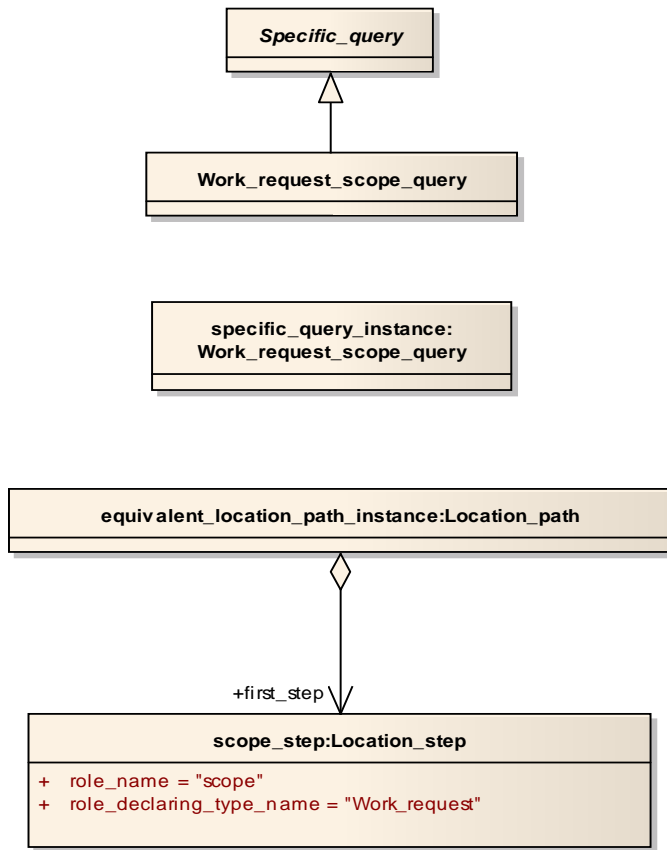 Specific_query
Work_request_scope_query
specific_query_instance:
Work_request_scope_query
equivalent_location_path_instance:Location_path
+first_step
scope_step:Location_step
+ role_name = "scope"
+ role_declaring_type_name = "Work_request"